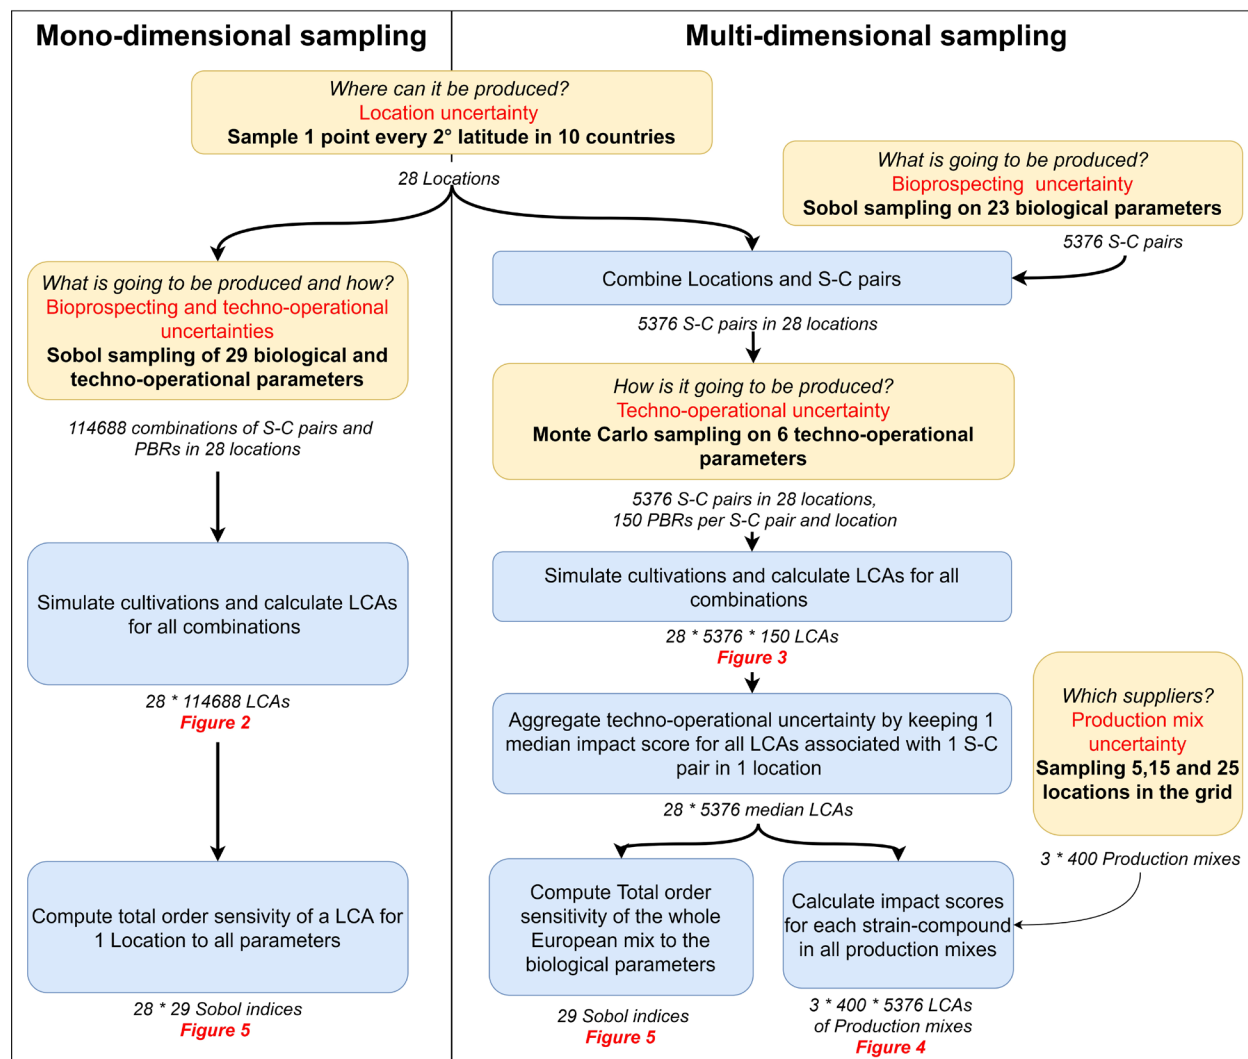 Mono-dimensional sampling
Multi-dimensional sampling
Where can it be produced?
Location uncertainty
Sample 1 point every 2° latitude in 10 countries
28 Locations
What is going to be produced?
Bioprospecting uncertainty
Sobol sampling on 23 biological parameters
5376 S-C pairs
What is going to be produced and how?
Bioprospecting and techno-operational
uncertainties
Sobol sampling of 29 biological and
techno-operational parameters
114688 combinations of S-C pairs and
PBRs in 28 locations
Simulate cultivations and calculate LCAs
for all combinations
28 * 114688 LCAs
Figure 2
Compute total order sensivity of a LCA for
1 Location to all parameters
28 * 29 Sobol indices
Figure 5
Combine Locations and S-C pairs
5376 S-C pairs in 28 locations
How is it going to be produced?
Techno-operational uncertainty
Monte Carlo sampling on 6 techno-operational
parameters
5376 S-C pairs in 28 locations,
150 PBRs per S-C pair and location
Simulate cultivations and calculate LCAs for all
combinations
28 * 5376 * 150 LCAs
Figure 3
Aggregate techno-operational uncertainty by keeping 1
median impact score for all LCAs associated with 1 S-C
pair in 1 location
28 * 5376 median LCAs
Which suppliers?
Production mix
uncertainty
Sampling 5,15 and 25
locations in the grid
3 * 400 Production mixes
Compute Total order
sensitivity of the whole
European mix to the
biological parameters
29 Sobol indices
Figure 5
Calculate impact scores
for each strain-compound
in all production mixes
3 * 400 * 5376 LCAs
of Production mixes
Figure 4